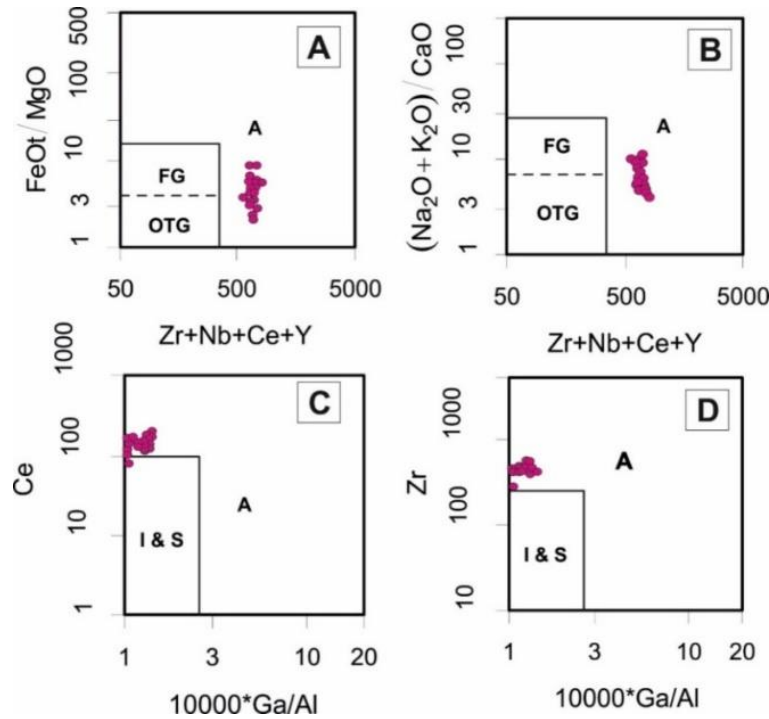 A
FeOt/MgO
500
100
10
3
1
A
FG
OTG
50
500
5000
Zr+Nb+Ce+Y
B
(Na₂O + K₂O) / CaO
100
30
10
3
1
A
FG
OTG
50
500
5000
Zr+Nb+Ce+Y
C
Ce
1000
100
10
1
I & S
A
1
3
10
20
10000*Ga/Al
D
Zr
1000
100
10
I & S
A
1
3
10
20
10000*Ga/Al